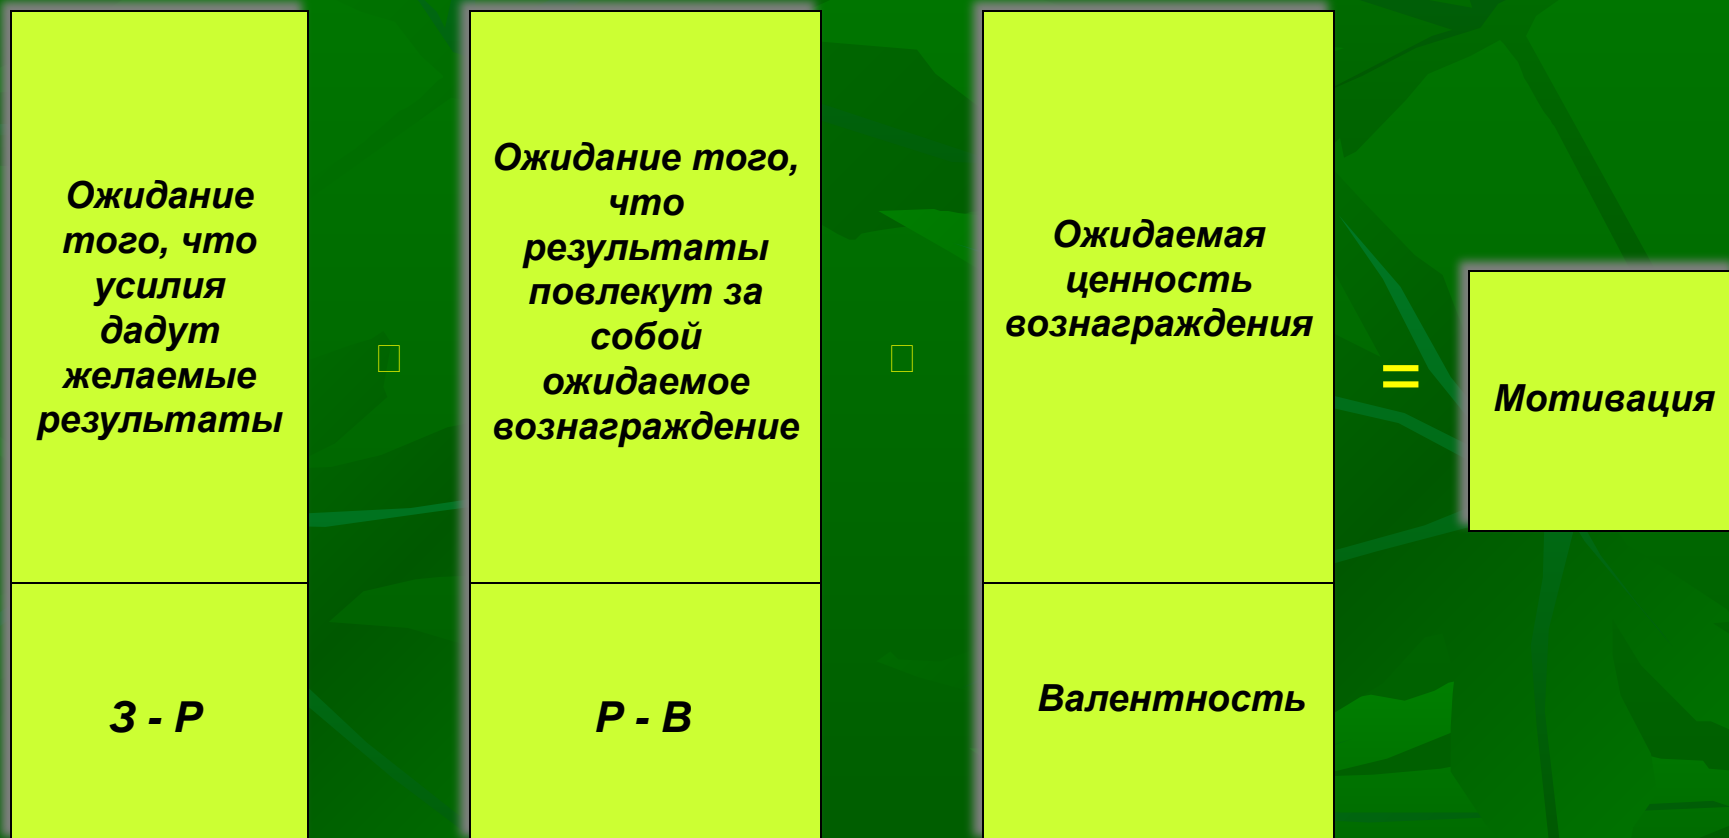 Ожидание
того, что
усилия
дадут
желаемые
результаты
З - Р
Ожидание того,
что
результаты
повлекут за
собой
ожидаемое
вознаграждение
Р - В
Ожидаемая
ценность
вознаграждения
Валентность
=
Мотивация